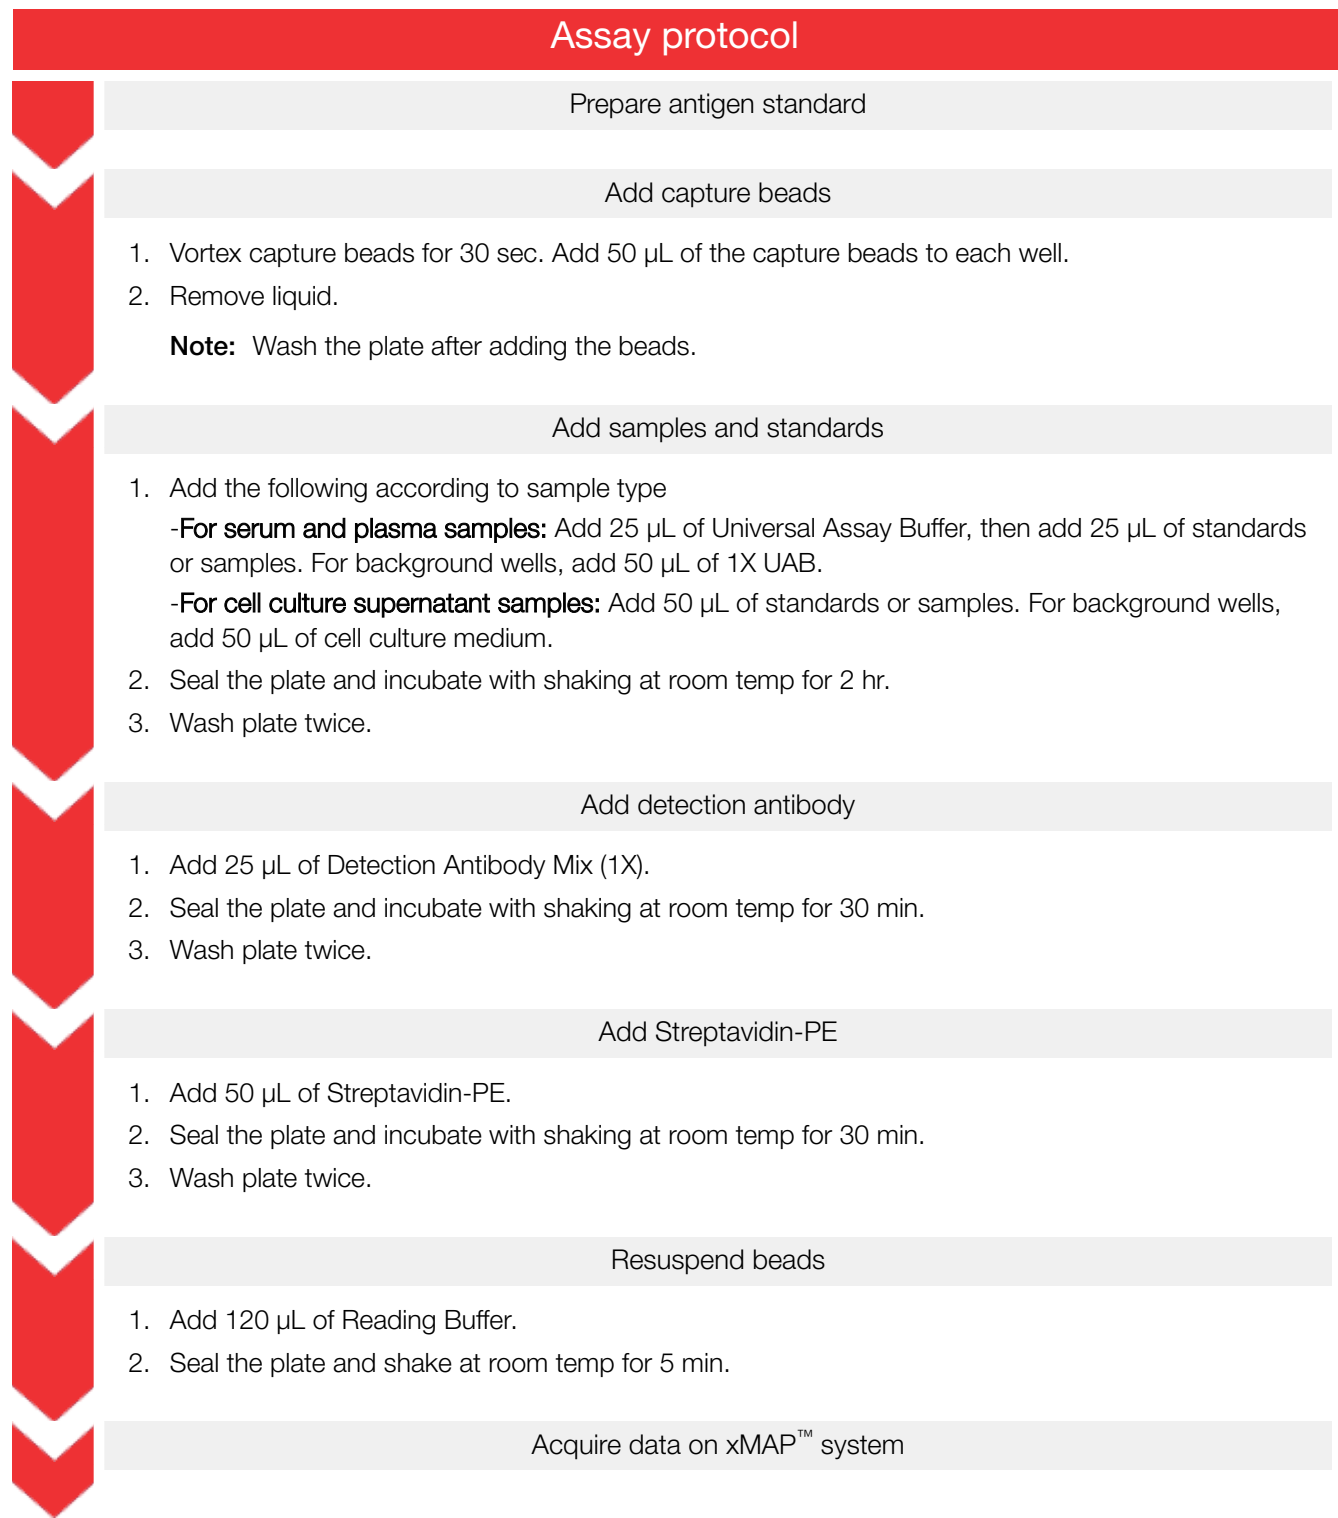 Assay protocol
Prepare antigen standard
Add capture beads
1. Vortex capture beads for 30 sec. Add 50 µL of the capture beads to each well.
2. Remove liquid.
Note: Wash the plate after adding the beads.
Add samples and standards
1. Add the following according to sample type
-For serum and plasma samples: Add 25 µL of Universal Assay Buffer, then add 25 µL of standards
or samples. For background wells, add 50 µL of 1X UAB.
-For cell culture supernatant samples: Add 50 µL of standards or samples. For background wells,
add 50 µL of cell culture medium.
2. Seal the plate and incubate with shaking at room temp for 2 hr.
3. Wash plate twice.
Add detection antibody
1. Add 25 µL of Detection Antibody Mix (1X).
2. Seal the plate and incubate with shaking at room temp for 30 min.
3. Wash plate twice.
Add Streptavidin-PE
1. Add 50 µL of Streptavidin-PE.
2. Seal the plate and incubate with shaking at room temp for 30 min.
3. Wash plate twice.
Resuspend beads
1. Add 120 µL of Reading Buffer.
2. Seal the plate and shake at room temp for 5 min.
Acquire data on xMAP™ system